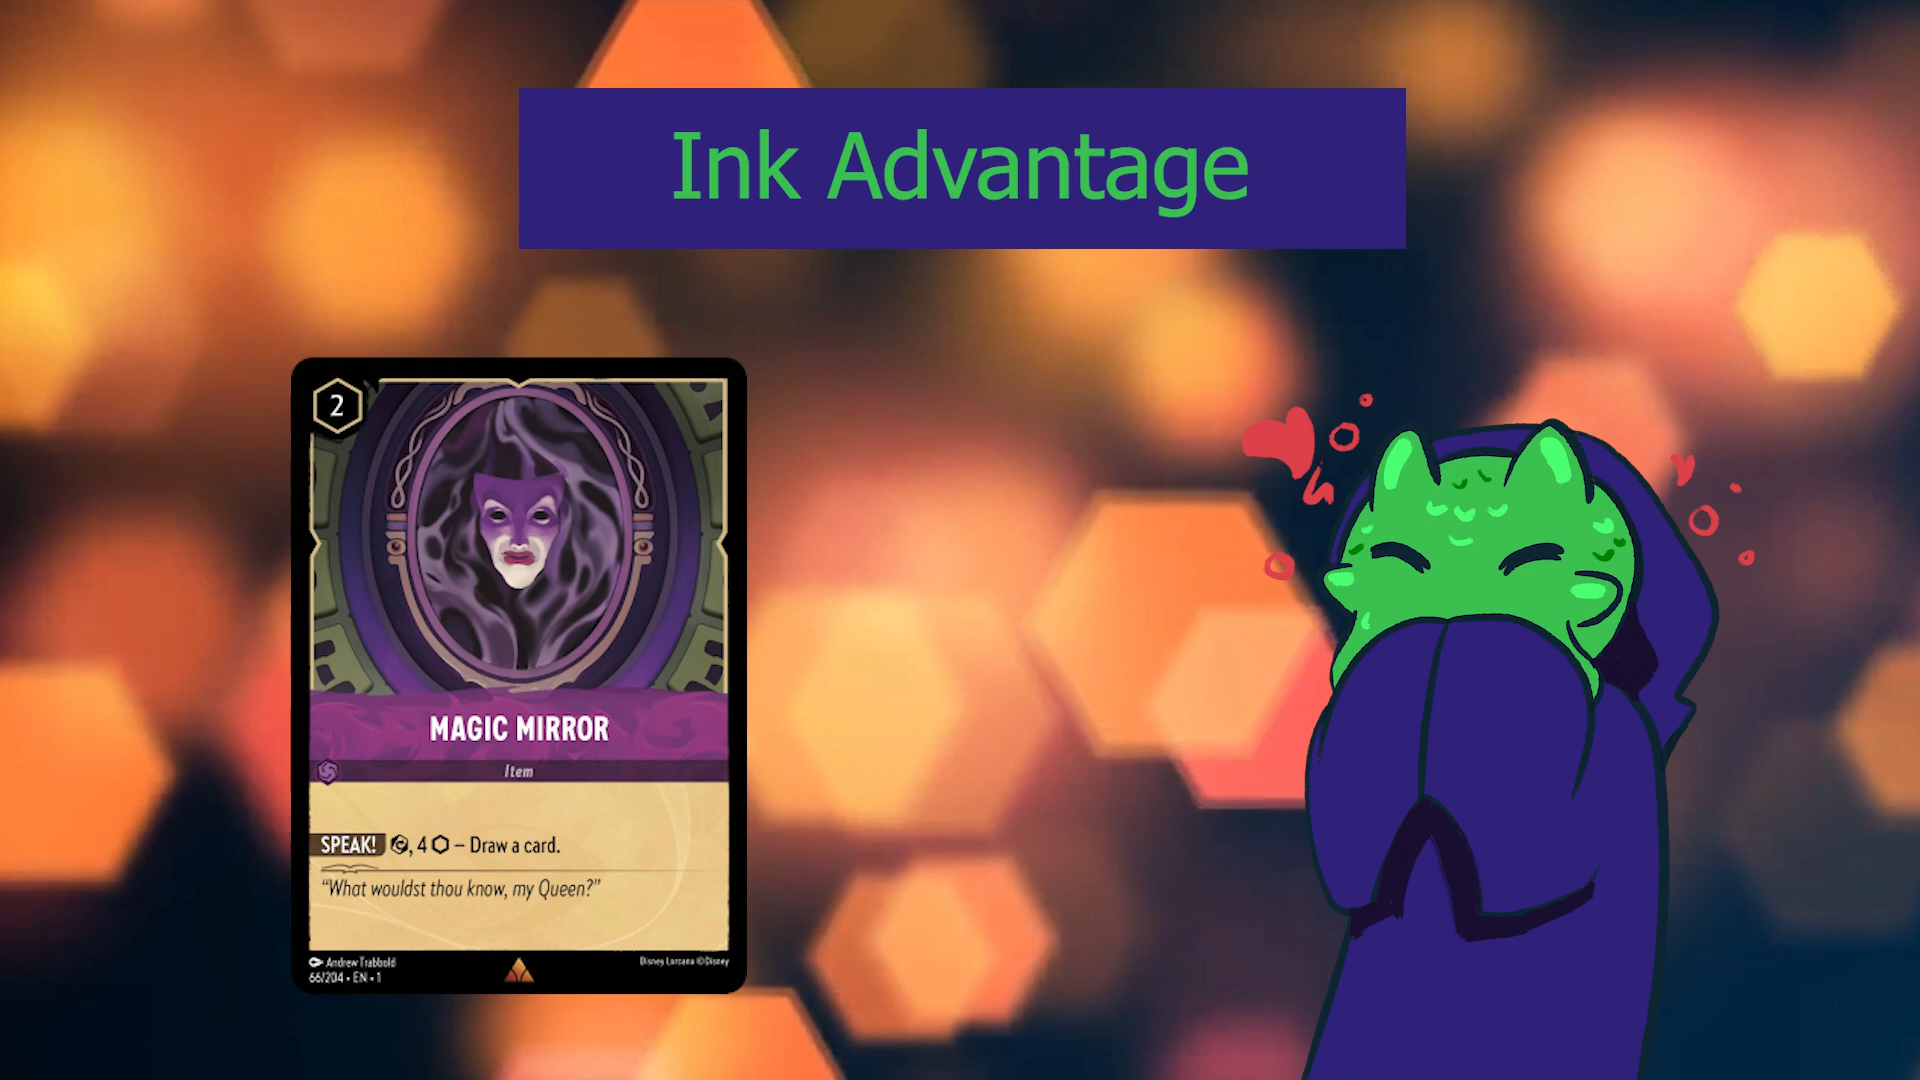 Ink Advantage
2
MAGIC MIRROR
Item
SPEAK! , 4 – Draw a card.
“What wouldst thou know, my Queen?”
Andrew Trabbold
Disney Lorcana ©Disney
66/204 • EN • 1